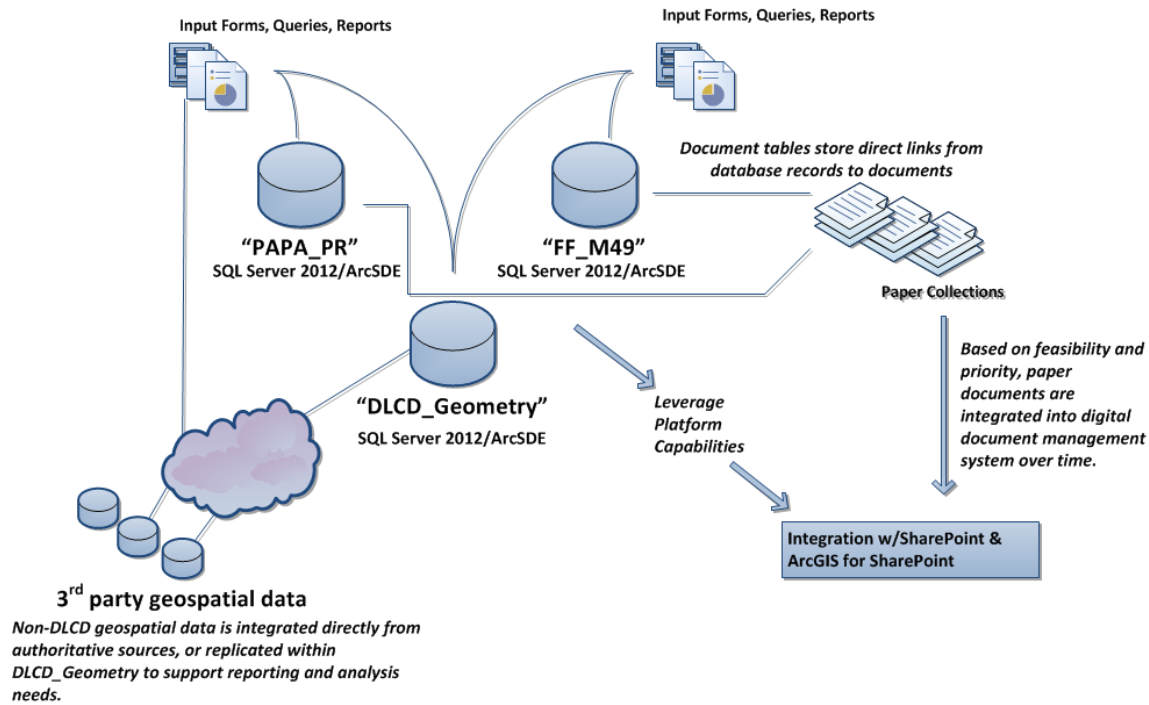 Input Forms, Queries, Reports
Input Forms, Queries, Reports
Document tables store direct links from
database records to documents
“PAPA_PR”
SQL Server 2012/ArcSDE
“FF_M49”
SQL Server 2012/ArcSDE
Paper Collections
“DLCD_Geometry”
SQL Server 2012/ArcSDE
Leverage
Platform
Capabilities
Based on feasibility and
priority, paper
documents are
integrated into digital
document management
system over time.
Integration w/SharePoint &
ArcGIS for SharePoint
3rd party geospatial data
Non-DLCD geospatial data is integrated directly from
authoritative sources, or replicated within
DLCD_Geometry to support reporting and analysis
needs.